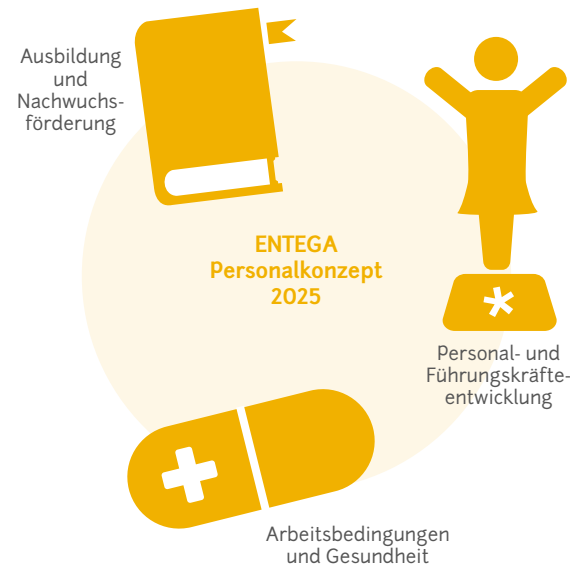 Ausbildung
und
Nachwuchs-
förderung
ENTEGA
Personalkonzept
2025
Personal- und
Führungskräfte-
entwicklung
Arbeitsbedingungen
und Gesundheit